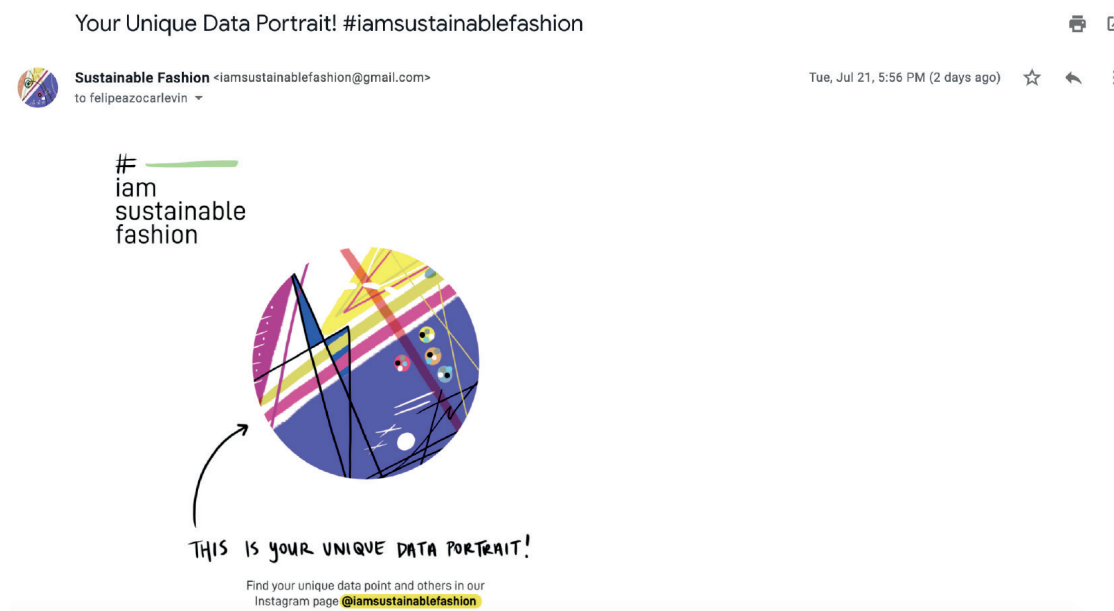 Your Unique Data Portrait! #iamsustainablefashion
Sustainable Fashion <iamsustainablefashion@gmail.com>
Tue, Jul 21, 5:56 PM (2 days ago)
to felipeazocarlevin
#
iam
sustainable
fashion
THIS IS YOUR UNIQUE DATA PORTRAIT!
Find your unique data point and others in our
Instagram page @iamsustainablefashion